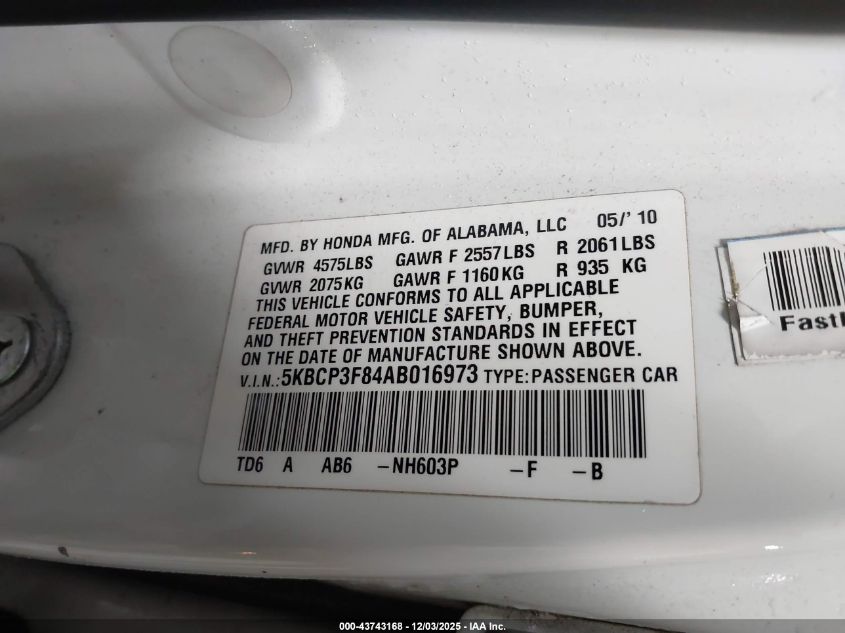 MFD. BY HONDA MFG. OF ALABAMA, LLC 05/' 10
GVWR 4575LBS GAWR F 2557LBS R 2061LBS
GVWR 2075KG GAWR F 1160KG R 935 KG
THIS VEHICLE CONFORMS TO ALL APPLICABLE
FEDERAL MOTOR VEHICLE SAFETY, BUMPER,
AND THEFT PREVENTION STANDARDS IN EFFECT
ON THE DATE OF MANUFACTURE SHOWN ABOVE.
V.I.N.: 5KBCP3F84AB016973 TYPE: PASSENGER CAR
TD6 A AB6 -NH603P -F -B
000-43743168 - 12/03/2025 - IAA Inc.